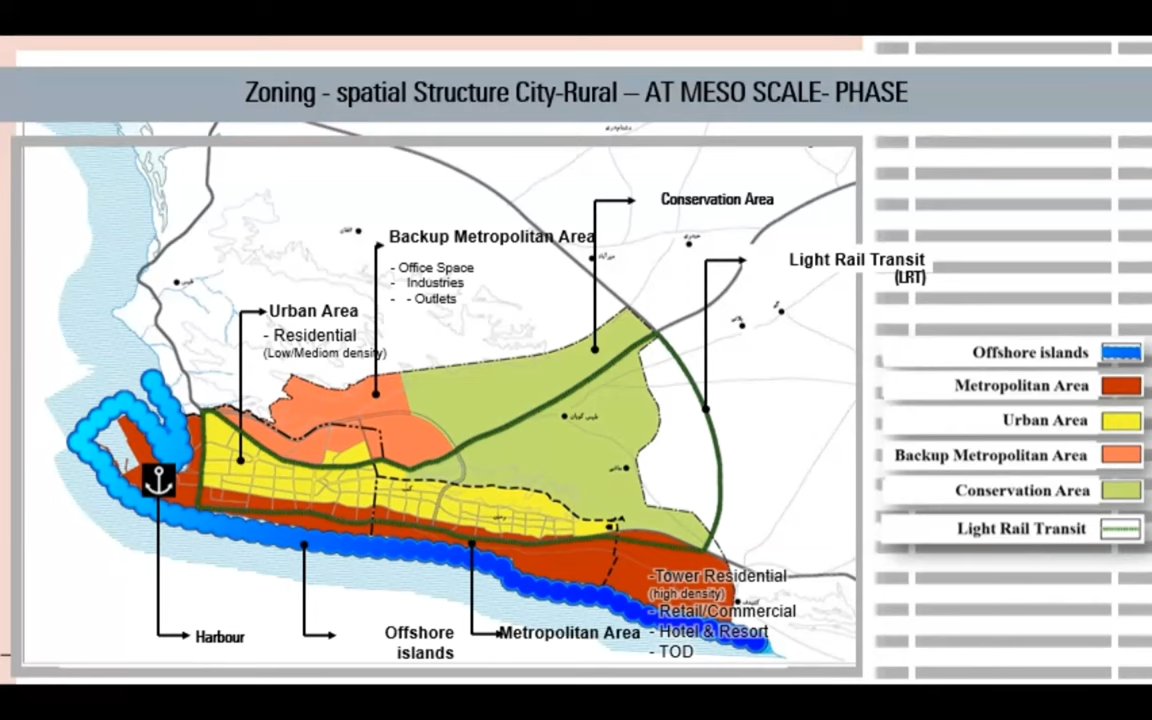 Zoning - spatial Structure City-Rural – AT MESO SCALE- PHASE
Conservation Area
Backup Metropolitan Area
- Office Space
- Industries
- - Outlets
Light Rail Transit
(LRT)
Urban Area
- Residential
(Low/Mediom density)
Offshore islands
Metropolitan Area
Urban Area
Backup Metropolitan Area
Conservation Area
Light Rail Transit
-Tower Residential
(high density)
- Retail/Commercial
- Hotel & Resort
- TOD
Harbour
Offshore
islands
Metropolitan Area